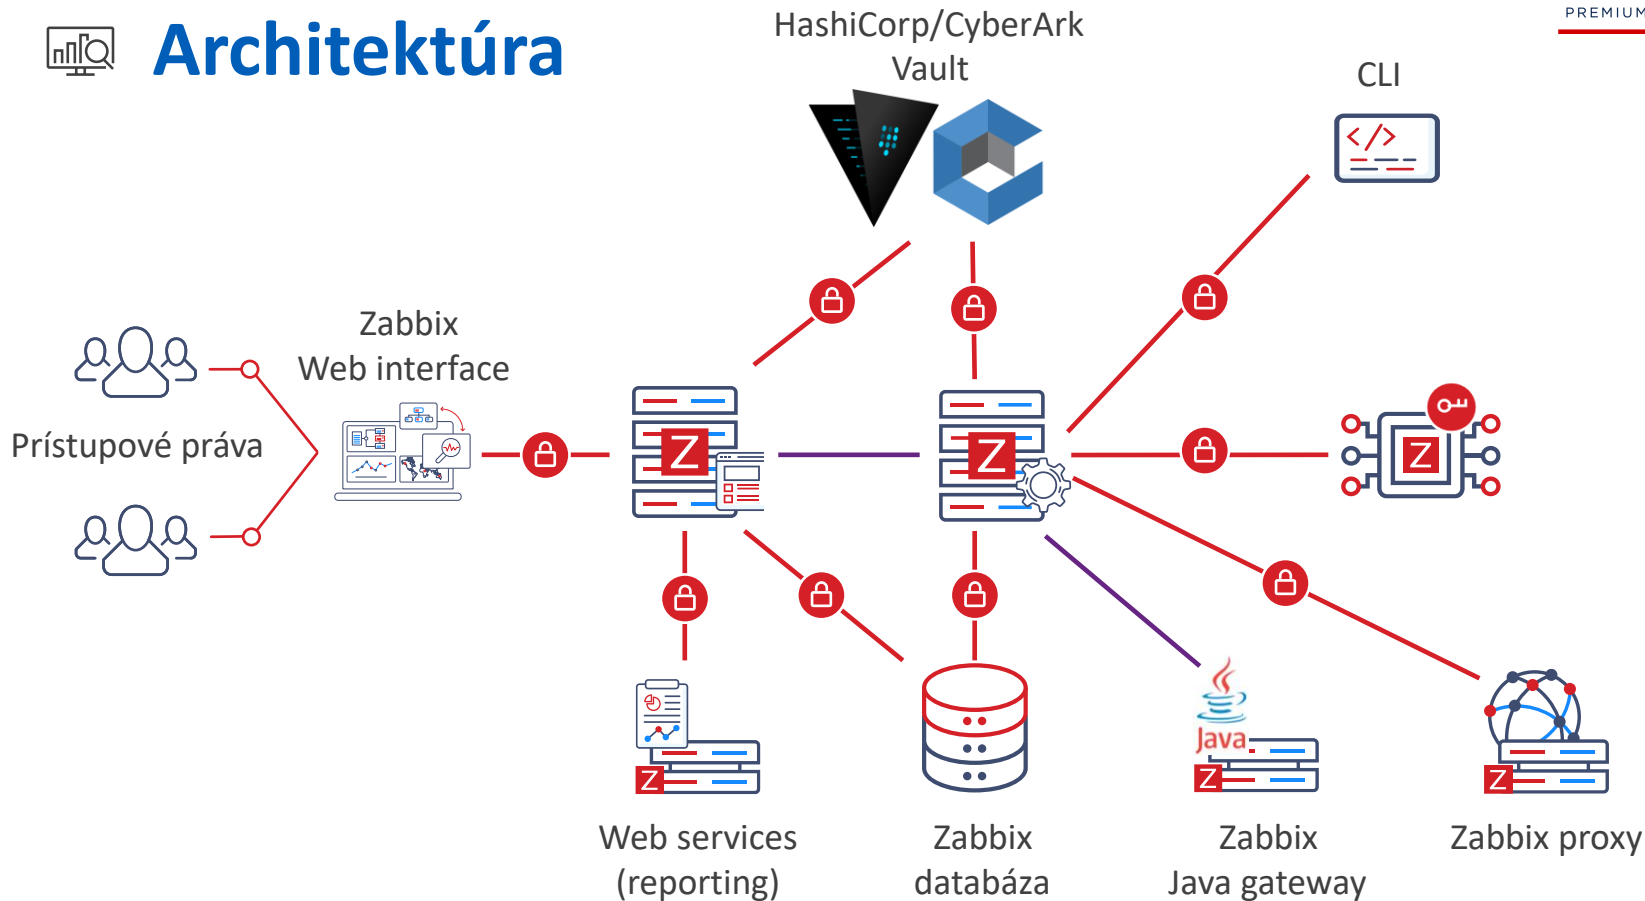 PREMIUM
Architektúra
HashiCorp/CyberArk
Vault
CLI
</>
Zabbix
Web interface
Prístupové práva
Z
Z
Z
Java
Z
Z
Z
Web services
(reporting)
Zabbix
databáza
Zabbix
Java gateway
Zabbix proxy